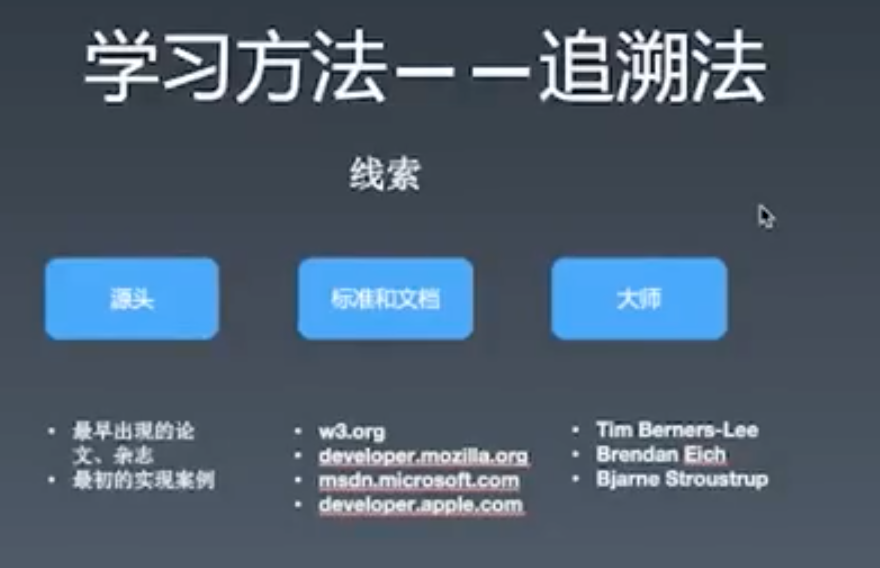 学习方法——追溯法
线索
源头
标准和文档
大师
• 最早出现的论
文、杂志
• 最初的实现案例
• w3.org
• developer.mozilla.org
• msdn.microsoft.com
• developer.apple.com
• Tim Berners-Lee
• Brendan Eich
• Bjarne Stroustrup